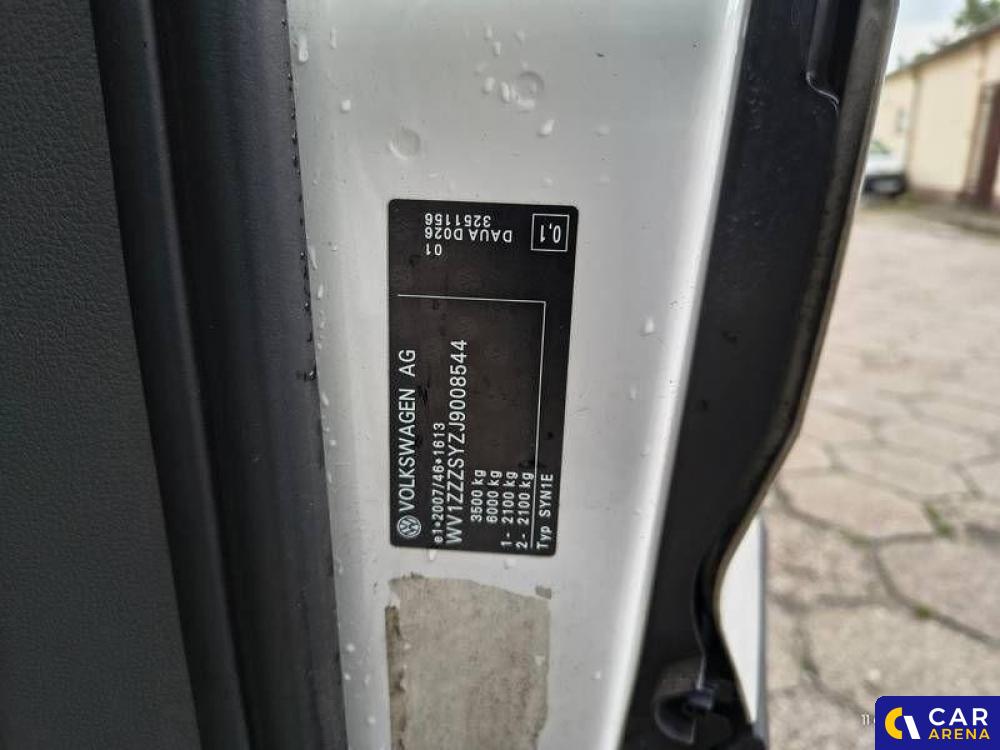 VOLKSWAGEN AG
e1*2007/46*1613
WV1ZZZSYZJ9008544
3500 kg
6000 kg
1- 2100 kg
2- 2100 kg
Typ SYN1E
01
DAUA D026
3251156
0,1
CAR
ARENA